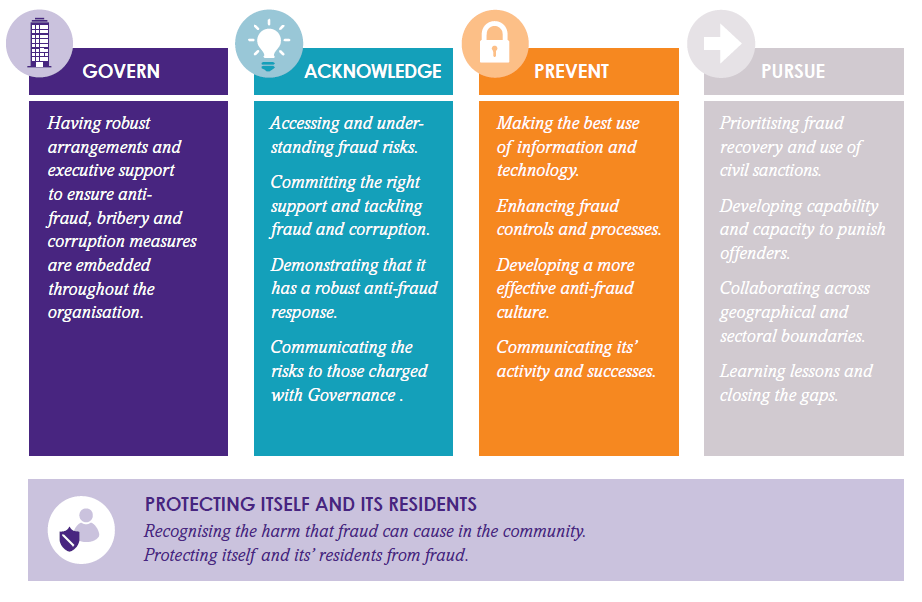 GOVERN
Having robust
arrangements and
executive support
to ensure anti-
fraud, bribery and
corruption measures
are embedded
throughout the
organisation.
ACKNOWLEDGE
Accessing and under-
standing fraud risks.
Committing the right
support and tackling
fraud and corruption.
Demonstrating that it
has a robust anti-fraud
response.
Communicating the
risks to those charged
with Governance .
PREVENT
Making the best use
of information and
technology.
Enhancing fraud
controls and processes.
Developing a more
effective anti-fraud
culture.
Communicating its’
activity and successes.
PURSUE
Prioritising fraud
recovery and use of
civil sanctions.
Developing capability
and capacity to punish
offenders.
Collaborating across
geographical and
sectoral boundaries.
Learning lessons and
closing the gaps.
PROTECTING ITSELF AND ITS RESIDENTS
Recognising the harm that fraud can cause in the community.
Protecting itself and its’ residents from fraud.